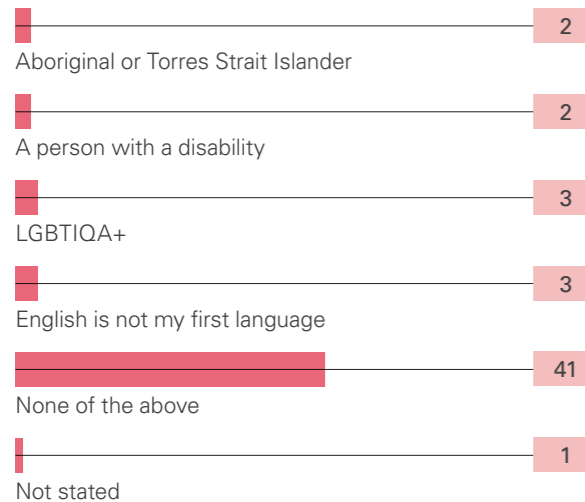 2
Aboriginal or Torres Strait Islander
2
A person with a disability
3
LGBTIQA+
3
English is not my first language
41
None of the above
1
Not stated